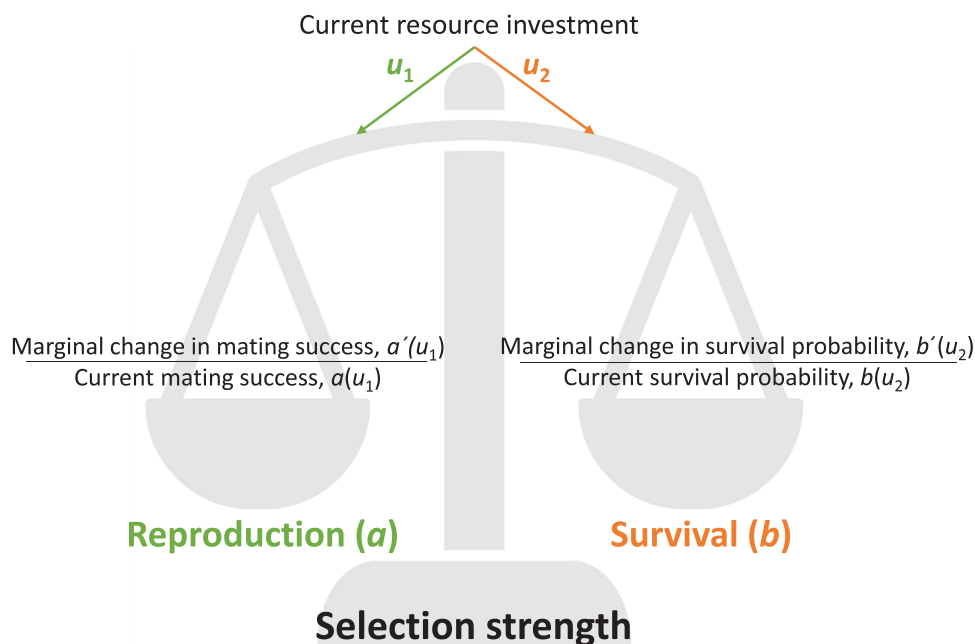 Current resource investment
u₁ u₂
Marginal change in mating success, a´(u₁)
Current mating success, a(u₁)
Marginal change in survival probability, b´(u₂)
Current survival probability, b(u₂)
Reproduction (a)
Survival (b)
Selection strength